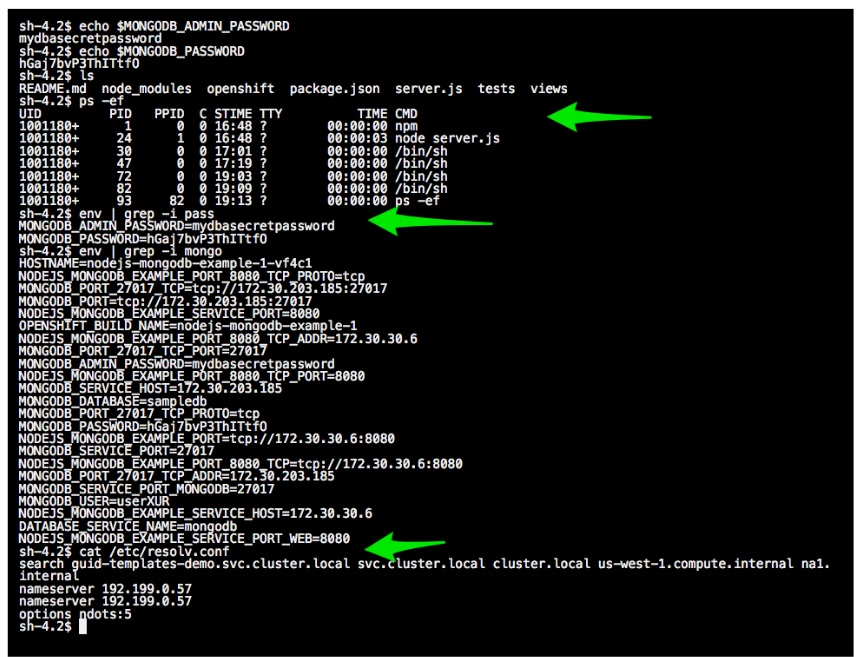 sh-4.2$ echo $MONGODB_ADMIN_PASSWORD
mydbasecretpassword
sh-4.2$ echo $MONGODB_PASSWORD
hGaj7bvP3ThITtfO
sh-4.2$ ls
README.md  node_modules  openshift  package.json  server.js  tests  views
sh-4.2$ ps -ef
UID        PID  PPID  C STIME TTY          TIME CMD
1001180+     1     0  0 16:48 ?        00:00:00 npm
1001180+    24     1  0 16:48 ?        00:00:03 node server.js
1001180+    30     0  0 17:01 ?        00:00:00 /bin/sh
1001180+    47     0  0 17:19 ?        00:00:00 /bin/sh
1001180+    72     0  0 19:03 ?        00:00:00 /bin/sh
1001180+    82     0  0 19:09 ?        00:00:00 /bin/sh
1001180+    93    82  0 19:13 ?        00:00:00 ps -ef
sh-4.2$ env | grep -i pass
MONGODB_ADMIN_PASSWORD=mydbasecretpassword
MONGODB_PASSWORD=hGaj7bvP3ThITtfO
sh-4.2$ env | grep -i mongo
HOSTNAME=nodejs-mongodb-example-1-vf4c1
NODEJS_MONGODB_EXAMPLE_PORT_8080_TCP_PROTO=tcp
MONGODB_PORT_27017_TCP=tcp://172.30.203.185:27017
MONGODB_PORT=tcp://172.30.203.185:27017
NODEJS_MONGODB_EXAMPLE_SERVICE_PORT=8080
OPENSHIFT_BUILD_NAME=nodejs-mongodb-example-1
NODEJS_MONGODB_EXAMPLE_PORT_8080_TCP_ADDR=172.30.30.6
MONGODB_PORT_27017_TCP_PORT=27017
MONGODB_ADMIN_PASSWORD=mydbasecretpassword
NODEJS_MONGODB_EXAMPLE_PORT_8080_TCP_PORT=8080
MONGODB_SERVICE_HOST=172.30.203.185
MONGODB_DATABASE=sampledb
MONGODB_PORT_27017_TCP_PROTO=tcp
MONGODB_PASSWORD=hGaj7bvP3ThITtfO
NODEJS_MONGODB_EXAMPLE_PORT=tcp://172.30.30.6:8080
MONGODB_SERVICE_PORT=27017
NODEJS_MONGODB_EXAMPLE_PORT_8080_TCP=tcp://172.30.30.6:8080
MONGODB_PORT_27017_TCP_ADDR=172.30.203.185
MONGODB_SERVICE_PORT_MONGODB=27017
MONGODB_USER=userXUR
NODEJS_MONGODB_EXAMPLE_SERVICE_HOST=172.30.30.6
DATABASE_SERVICE_NAME=mongodb
NODEJS_MONGODB_EXAMPLE_SERVICE_PORT_WEB=8080
sh-4.2$ cat /etc/resolv.conf
search guid-templates-demo.svc.cluster.local svc.cluster.local cluster.local us-west-1.compute.internal na1.
internal
nameserver 192.199.0.57
nameserver 192.199.0.57
options ndots:5
sh-4.2$